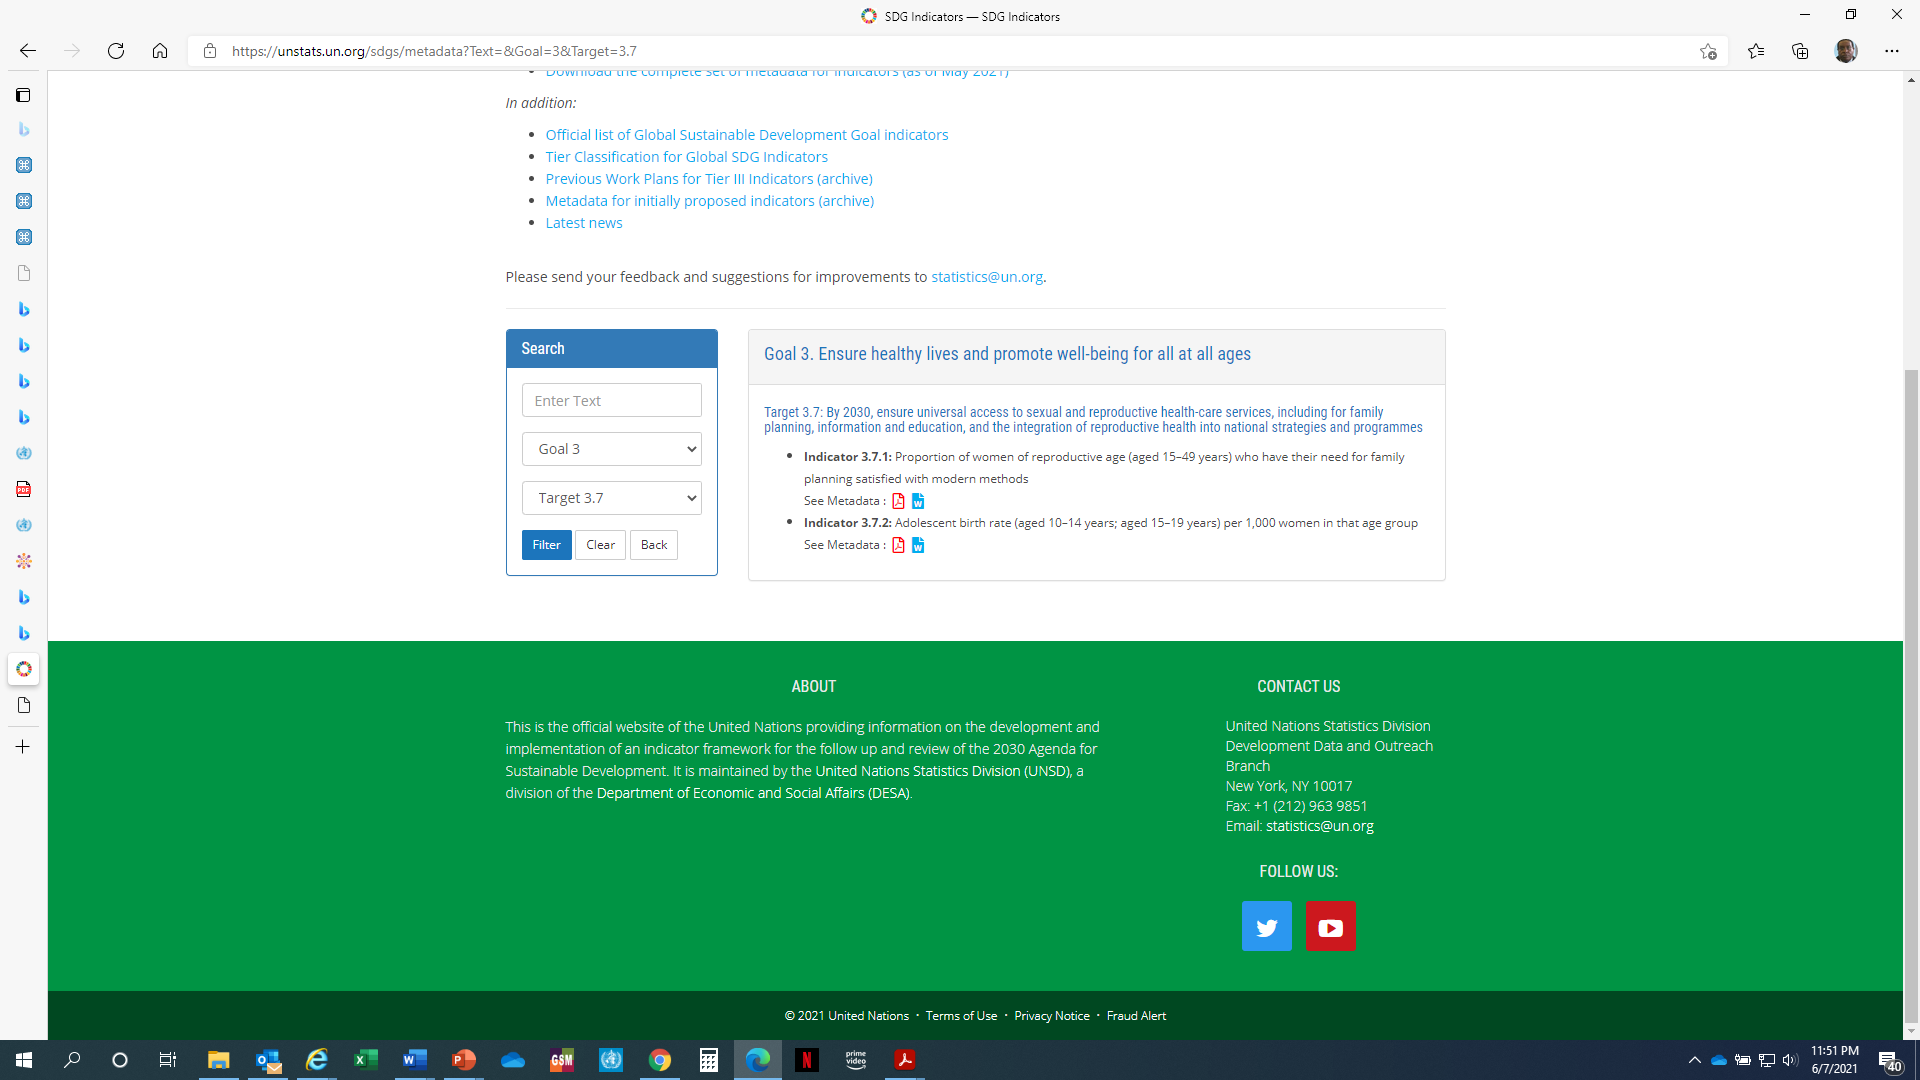 SDG Indicators — SDG Indicators
https://unstats.un.org/sdgs/metadata?Text=&Goal=3&Target=3.7
Download the complete set of metadata for indicators (as of May 2021)
In addition:
Official list of Global Sustainable Development Goal indicators
Tier Classification for Global SDG Indicators
Previous Work Plans for Tier III Indicators (archive)
Metadata for initially proposed indicators (archive)
Latest news
Please send your feedback and suggestions for improvements to statistics@un.org.
Search
Enter Text
Goal 3
Target 3.7
Filter Clear Back
Goal 3. Ensure healthy lives and promote well-being for all at all ages
Target 3.7: By 2030, ensure universal access to sexual and reproductive health-care services, including for family
planning, information and education, and the integration of reproductive health into national strategies and programmes
Indicator 3.7.1: Proportion of women of reproductive age (aged 15–49 years) who have their need for family
planning satisfied with modern methods
See Metadata :
Indicator 3.7.2: Adolescent birth rate (aged 10–14 years; aged 15–19 years) per 1,000 women in that age group
See Metadata :
ABOUT
This is the official website of the United Nations providing information on the development and
implementation of an indicator framework for the follow up and review of the 2030 Agenda for
Sustainable Development. It is maintained by the United Nations Statistics Division (UNSD), a
division of the Department of Economic and Social Affairs (DESA).
CONTACT US
United Nations Statistics Division
Development Data and Outreach
Branch
New York, NY 10017
Fax: +1 (212) 963 9851
Email: statistics@un.org
FOLLOW US:
© 2021 United Nations · Terms of Use · Privacy Notice · Fraud Alert
GSM
prime
video
11:51 PM
6/7/2021
40